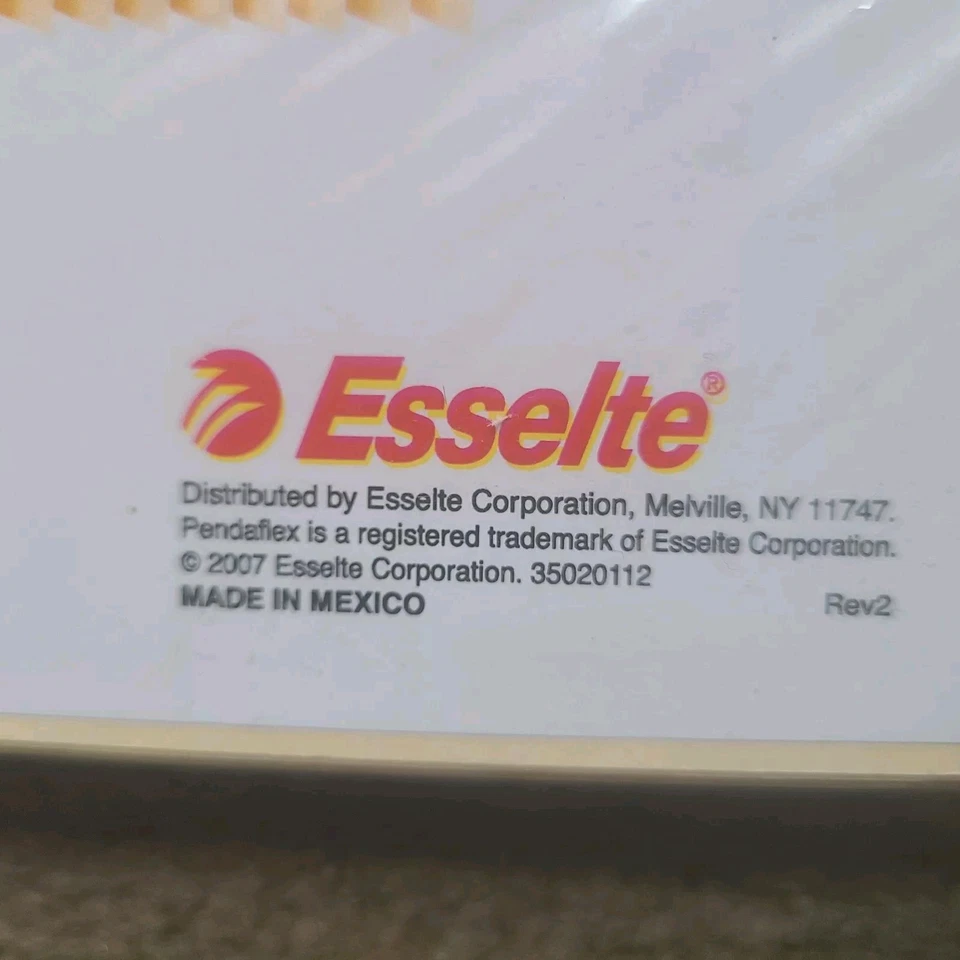 Esselte®
Distributed by Esselte Corporation, Melville, NY 11747.
Pendaflex is a registered trademark of Esselte Corporation.
© 2007 Esselte Corporation. 35020112
MADE IN MEXICO Rev2